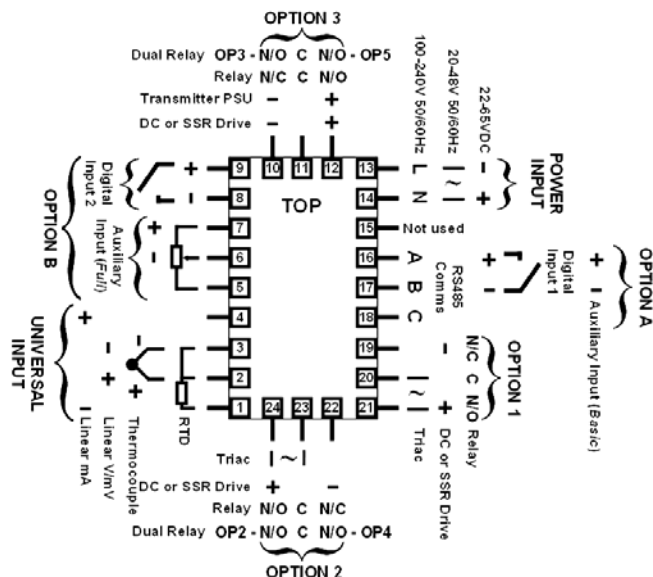 OPTION 3
Dual Relay OP3 - N/O C N/O - OP5
Relay N/C C N/O
Transmitter PSU − +
DC or SSR Drive − +
100-240V 50/60Hz
20-48V 50/60Hz
22-65VDC
L | −
N ~ | +
POWER INPUT
9 10 11 12 13
8 14
TOP
7 15 Not used
6 16 A
5 17 B
4 18 C
3 19
2 20
1 24 23 22 21
Digital Input 2
+
−
Auxiliary Input (Full)
+
−
OPTION B
UNIVERSAL INPUT
+ − Linear mA
− + Linear V/mV
− + Thermocouple
RTD
RS485 Comms
+
−
Digital Input 1
+
−
Auxiliary Input (Basic)
OPTION A
OPTION 1
N/C C N/O Relay
− + DC or SSR Drive
| ~ | Triac
Triac | ~ |
DC or SSR Drive + −
Relay N/O C N/C
Dual Relay OP2 - N/O C N/O - OP4
OPTION 2